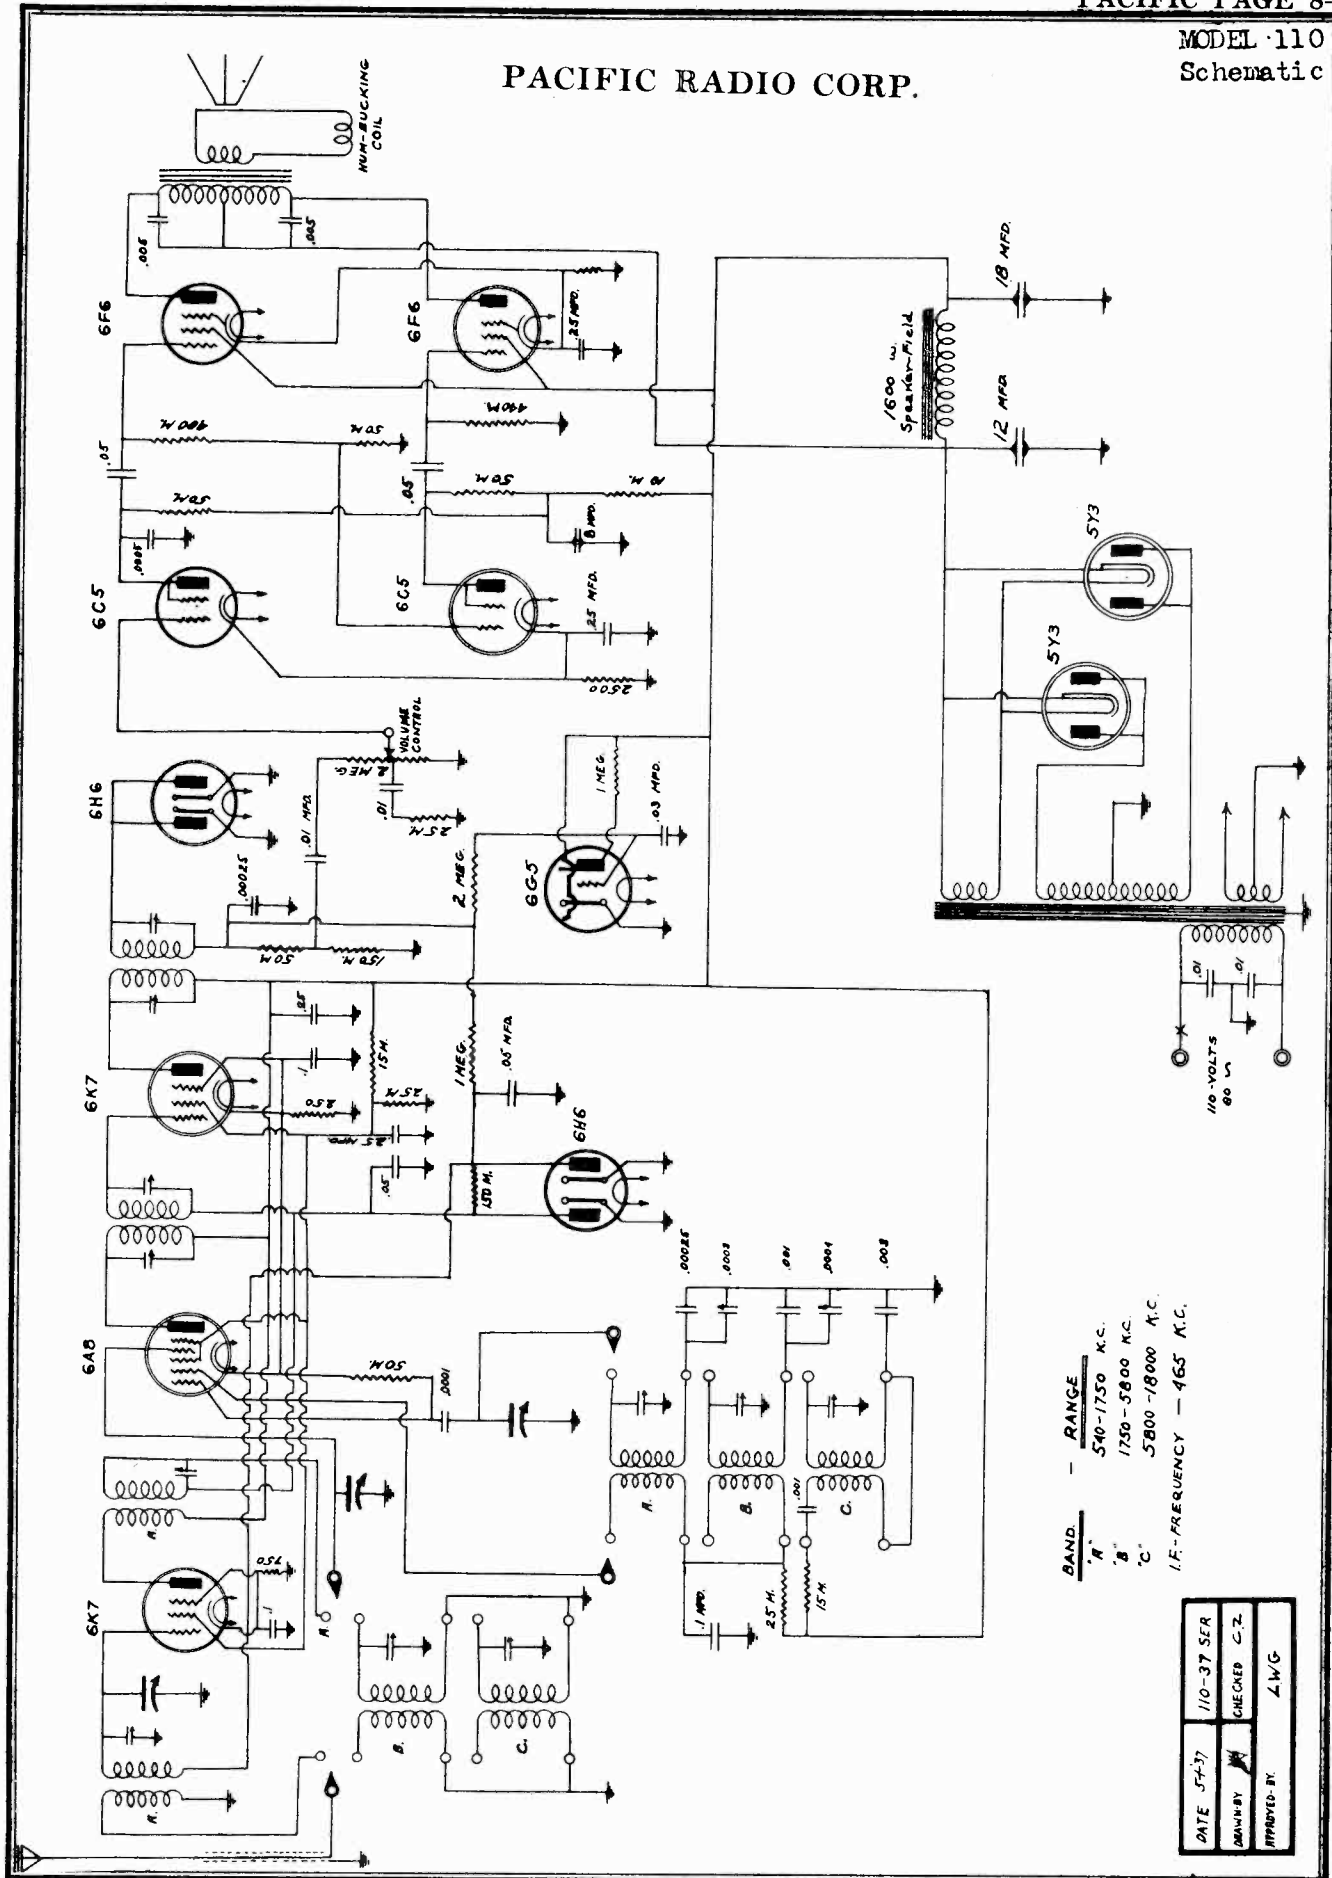 PACIFIC PAGE 8-
MODEL 110
Schematic
PACIFIC RADIO CORP.
HUM-BUCKING
COIL
.005
.005
6F6
6F6
.25 MFD.
18 MFD.
1600 ω
Speaker-Field
12 MFD.
400 M.
50 M.
440 M.
.05
.05
50 M.
50 M.
10 M.
8 MFD.
.0005
6C5
6C5
.25 MFD.
2500
5Y3
5Y3
VOLUME
CONTROL
2 MEG.
.01
25 M.
.01 MFD.
6H6
.00025
50 M.
150 M.
2 MEG.
1 MEG.
.03 MFD.
6G5
.01
.01
110-VOLTS
60 ∿
.25
.1
6K7
250
15 M.
25 M.
.25 MFD.
.05
1 MEG.
.05 MFD.
150 M.
6H6
6A8
50 M.
.0001
.00025
.0003
.001
.0004
.003
A.
B.
C.
.001
.1 MFD.
25 M.
15 M.
6K7
750
.1
A.
A.
A.
B.
C.
BAND. - RANGE
"A" 540-1750 K.C.
"B" 1750-5800 K.C.
"C" 5800-18000 K.C.
I.F.-FREQUENCY — 465 K.C.
DATE 5-1-37
110-37 SER
DRAWN-BY
CHECKED C.Z
APPROVED-BY. LWG